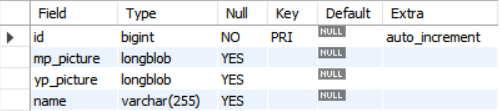 Field Type Null Key Default Extra
id bigint NO PRI NULL auto_increment
mp_picture longblob YES NULL
yp_picture longblob YES NULL
name varchar(255) YES NULL